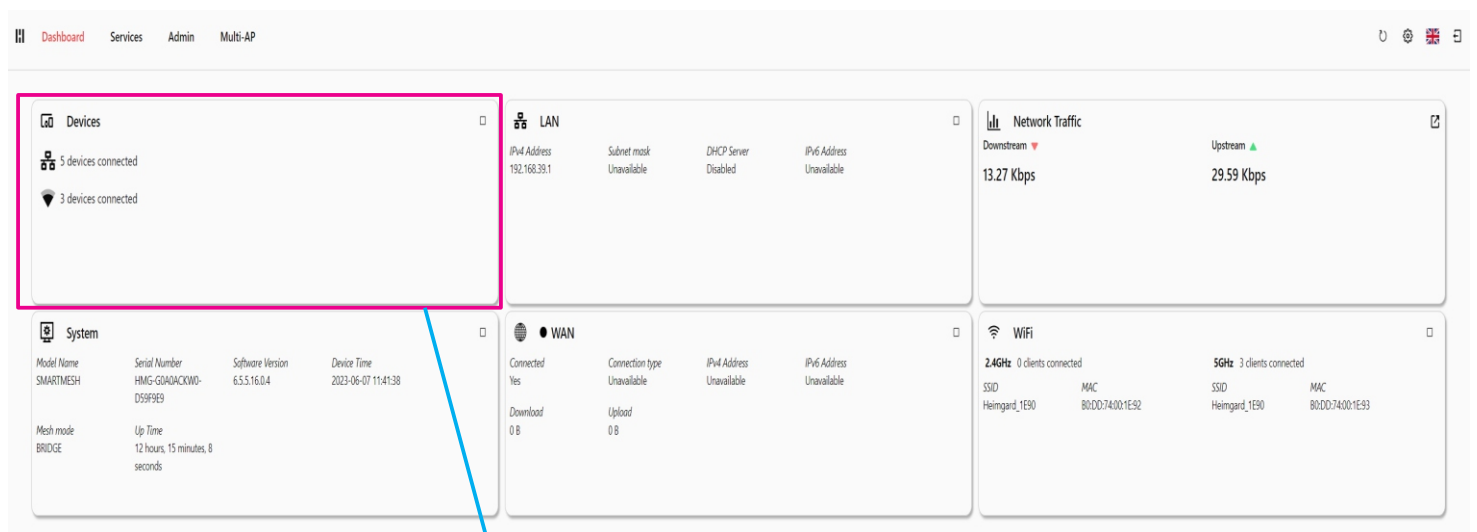 Dashboard Services Admin Multi-AP
Devices
5 devices connected
3 devices connected
LAN
IPv4 Address Subnet mask DHCP Server IPv6 Address
192.168.39.1 Unavailable Disabled Unavailable
Network Traffic
Downstream Upstream
13.27 Kbps 29.59 Kbps
System
Model Name Serial Number Software Version Device Time
SMARTMESH HMG-G0A0ACKW0- 6.5.5.16.0.4 2023-06-07 11:41:38
D59F9E9
Mesh mode Up Time
BRIDGE 12 hours, 15 minutes, 8
seconds
WAN
Connected Connection type IPv4 Address IPv6 Address
Yes Unavailable Unavailable Unavailable
Download Upload
0 B 0 B
WiFi
2.4GHz 0 clients connected 5GHz 3 clients connected
SSID MAC SSID MAC
Heimgard_1E90 B0:DD:74:00:1E:92 Heimgard_1E90 B0:DD:74:00:1E:93